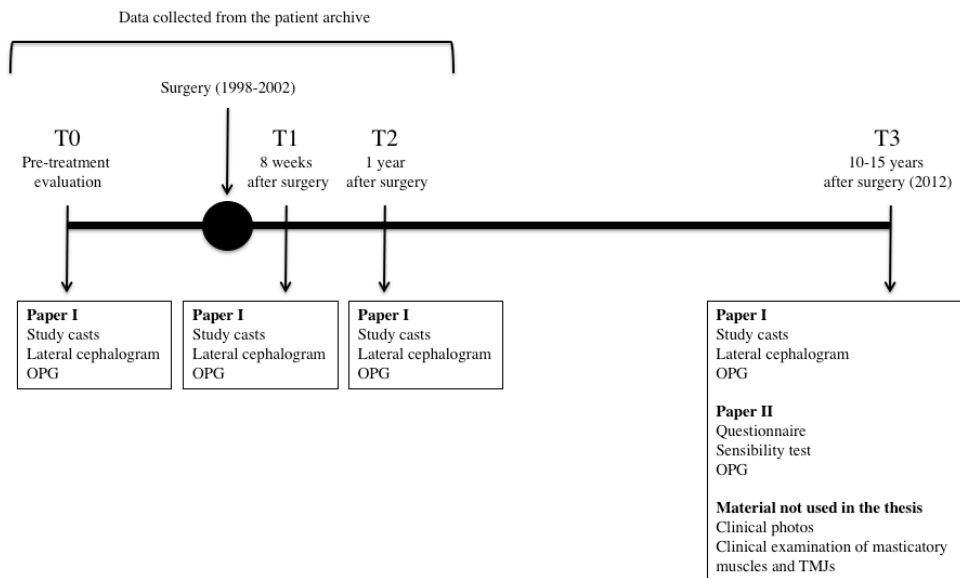 Data collected from the patient archive
Surgery (1998-2002)
T0
Pre-treatment
evaluation
T1
8 weeks
after surgery
T2
1 year
after surgery
T3
10-15 years
after surgery (2012)
Paper I
Study casts
Lateral cephalogram
OPG
Paper I
Study casts
Lateral cephalogram
OPG
Paper I
Study casts
Lateral cephalogram
OPG
Paper I
Study casts
Lateral cephalogram
OPG
Paper II
Questionnaire
Sensibility test
OPG
Material not used in the thesis
Clinical photos
Clinical examination of masticatory
muscles and TMJs